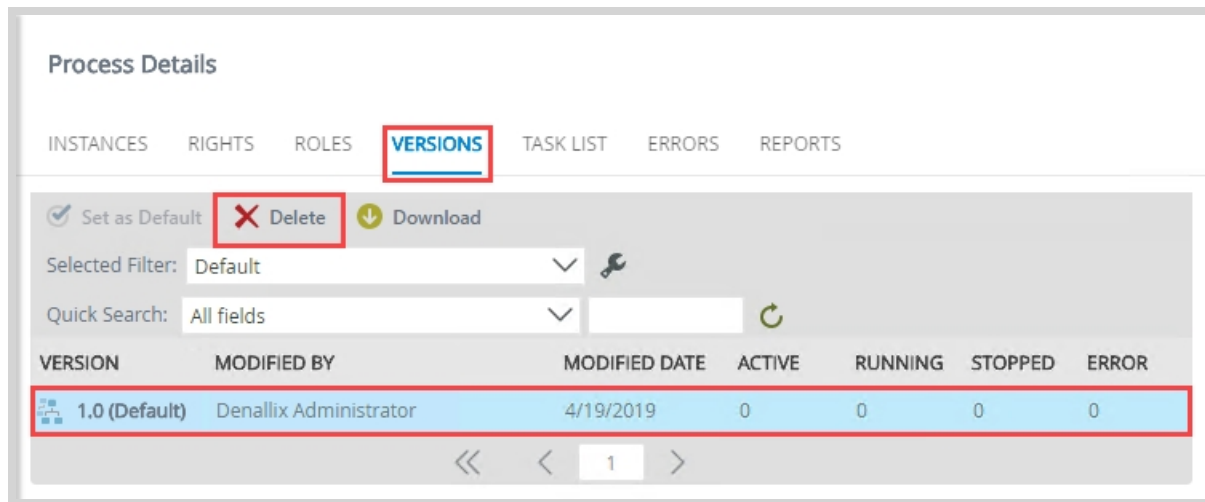 Process Details
INSTANCES RIGHTS ROLES VERSIONS TASK LIST ERRORS REPORTS
Set as Default Delete Download
Selected Filter: Default
Quick Search: All fields
VERSION MODIFIED BY MODIFIED DATE ACTIVE RUNNING STOPPED ERROR
1.0 (Default) Denallix Administrator 4/19/2019 0 0 0 0
1